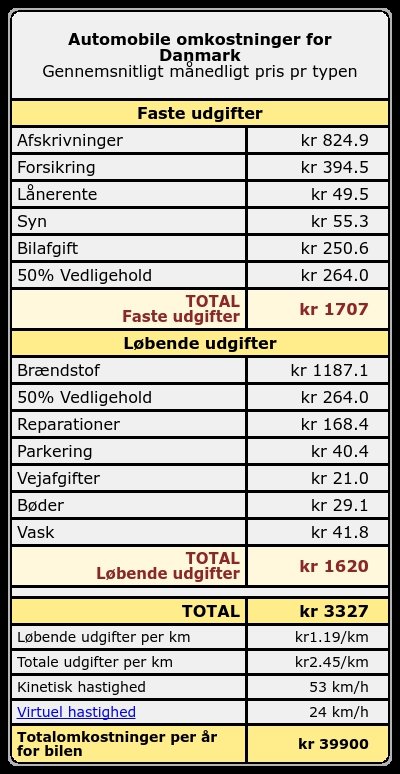 Automobile omkostninger for
Danmark
Gennemsnitligt månedligt pris pr typen
Faste udgifter
Afskrivninger kr 824.9
Forsikring kr 394.5
Lånerente kr 49.5
Syn kr 55.3
Bilafgift kr 250.6
50% Vedligehold kr 264.0
TOTAL
Faste udgifter kr 1707
Løbende udgifter
Brændstof kr 1187.1
50% Vedligehold kr 264.0
Reparationer kr 168.4
Parkering kr 40.4
Vejafgifter kr 21.0
Bøder kr 29.1
Vask kr 41.8
TOTAL
Løbende udgifter kr 1620
TOTAL kr 3327
Løbende udgifter per km kr1.19/km
Totale udgifter per km kr2.45/km
Kinetisk hastighed 53 km/h
Virtuel hastighed 24 km/h
Totalomkostninger per år
for bilen kr 39900